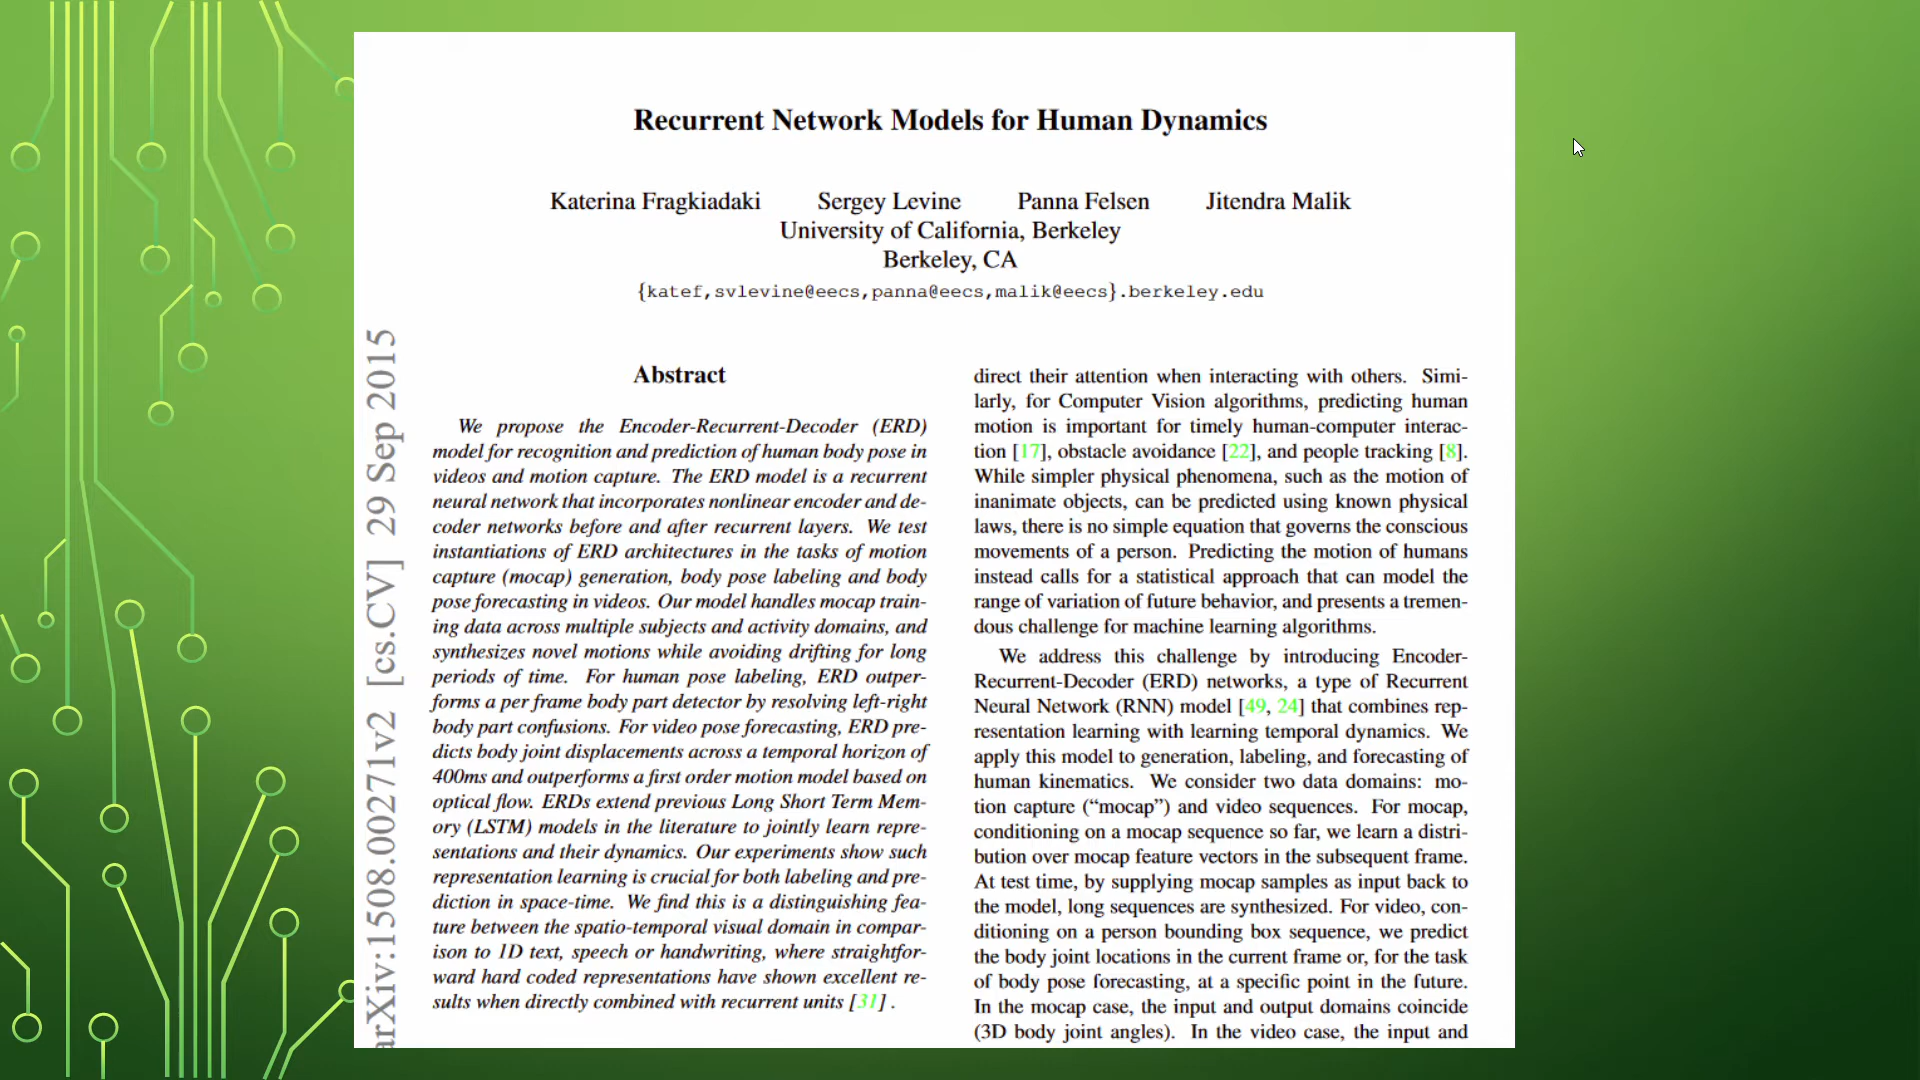 Recurrent Network Models for Human Dynamics
Katerina Fragkiadaki Sergey Levine Panna Felsen Jitendra Malik
University of California, Berkeley
Berkeley, CA
{katef,svlevine@eecs,panna@eecs,malik@eecs}.berkeley.edu
arXiv:1508.00271v2 [cs.CV] 29 Sep 2015
Abstract
We propose the Encoder-Recurrent-Decoder (ERD)
model for recognition and prediction of human body pose in
videos and motion capture. The ERD model is a recurrent
neural network that incorporates nonlinear encoder and de-
coder networks before and after recurrent layers. We test
instantiations of ERD architectures in the tasks of motion
capture (mocap) generation, body pose labeling and body
pose forecasting in videos. Our model handles mocap train-
ing data across multiple subjects and activity domains, and
synthesizes novel motions while avoiding drifting for long
periods of time. For human pose labeling, ERD outper-
forms a per frame body part detector by resolving left-right
body part confusions. For video pose forecasting, ERD pre-
dicts body joint displacements across a temporal horizon of
400ms and outperforms a first order motion model based on
optical flow. ERDs extend previous Long Short Term Mem-
ory (LSTM) models in the literature to jointly learn repre-
sentations and their dynamics. Our experiments show such
representation learning is crucial for both labeling and pre-
diction in space-time. We find this is a distinguishing fea-
ture between the spatio-temporal visual domain in compar-
ison to 1D text, speech or handwriting, where straightfor-
ward hard coded representations have shown excellent re-
sults when directly combined with recurrent units [31] .
direct their attention when interacting with others. Simi-
larly, for Computer Vision algorithms, predicting human
motion is important for timely human-computer interac-
tion [17], obstacle avoidance [22], and people tracking [8].
While simpler physical phenomena, such as the motion of
inanimate objects, can be predicted using known physical
laws, there is no simple equation that governs the conscious
movements of a person. Predicting the motion of humans
instead calls for a statistical approach that can model the
range of variation of future behavior, and presents a tremen-
dous challenge for machine learning algorithms.
We address this challenge by introducing Encoder-
Recurrent-Decoder (ERD) networks, a type of Recurrent
Neural Network (RNN) model [49, 24] that combines rep-
resentation learning with learning temporal dynamics. We
apply this model to generation, labeling, and forecasting of
human kinematics. We consider two data domains: mo-
tion capture (“mocap”) and video sequences. For mocap,
conditioning on a mocap sequence so far, we learn a distri-
bution over mocap feature vectors in the subsequent frame.
At test time, by supplying mocap samples as input back to
the model, long sequences are synthesized. For video, con-
ditioning on a person bounding box sequence, we predict
the body joint locations in the current frame or, for the task
of body pose forecasting, at a specific point in the future.
In the mocap case, the input and output domains coincide
(3D body joint angles). In the video case, the input and